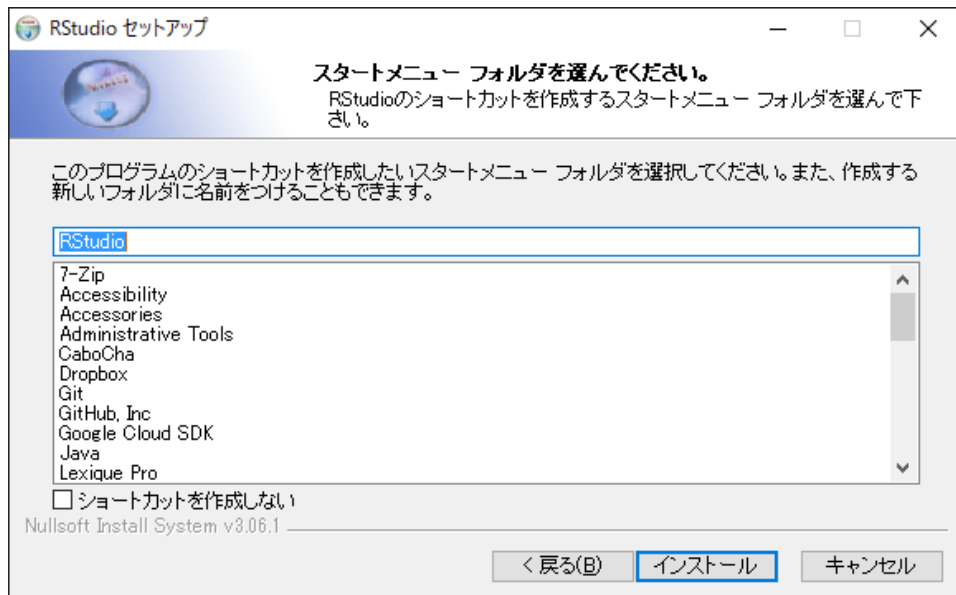 RStudio セットアップ
スタートメニュー フォルダを選んでください。
RStudioのショートカットを作成するスタートメニュー フォルダを選んで下
さい。
このプログラムのショートカットを作成したいスタートメニュー フォルダを選択してください。また、作成する
新しいフォルダに名前をつけることもできます。
RStudio
7-Zip
Accessibility
Accessories
Administrative Tools
CaboCha
Dropbox
Git
GitHub, Inc
Google Cloud SDK
Java
Lexique Pro
ショートカットを作成しない
Nullsoft Install System v3.06.1
< 戻る(B) インストール キャンセル